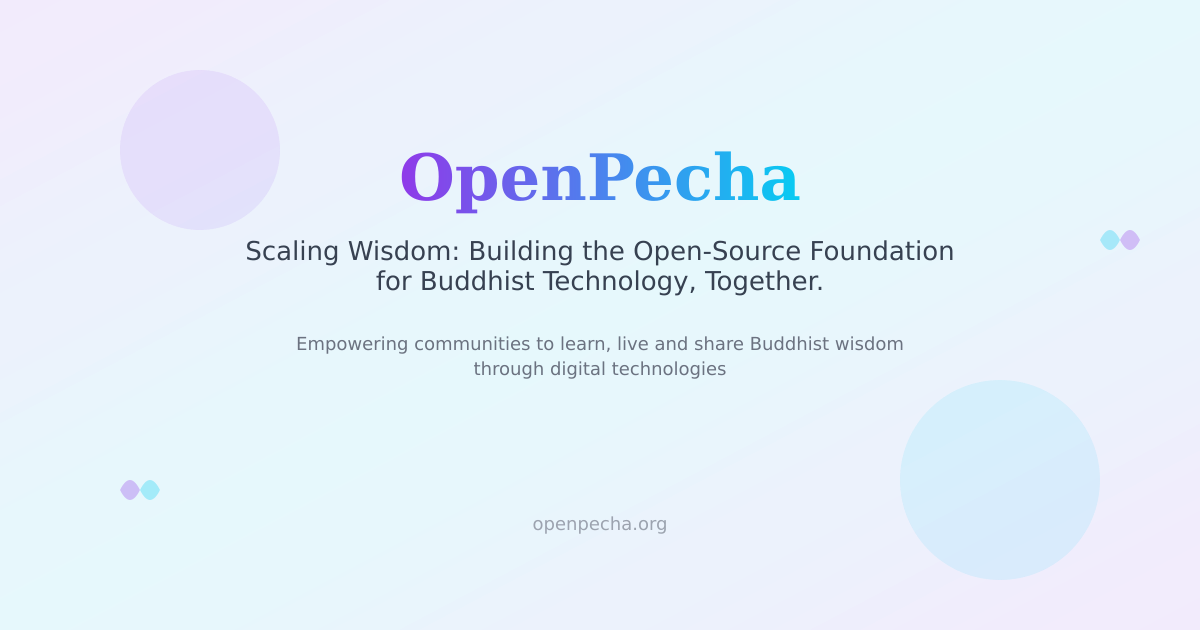 OpenPecha
Scaling Wisdom: Building the Open-Source Foundation
for Buddhist Technology, Together.
Empowering communities to learn, live and share Buddhist wisdom
through digital technologies
openpecha.org